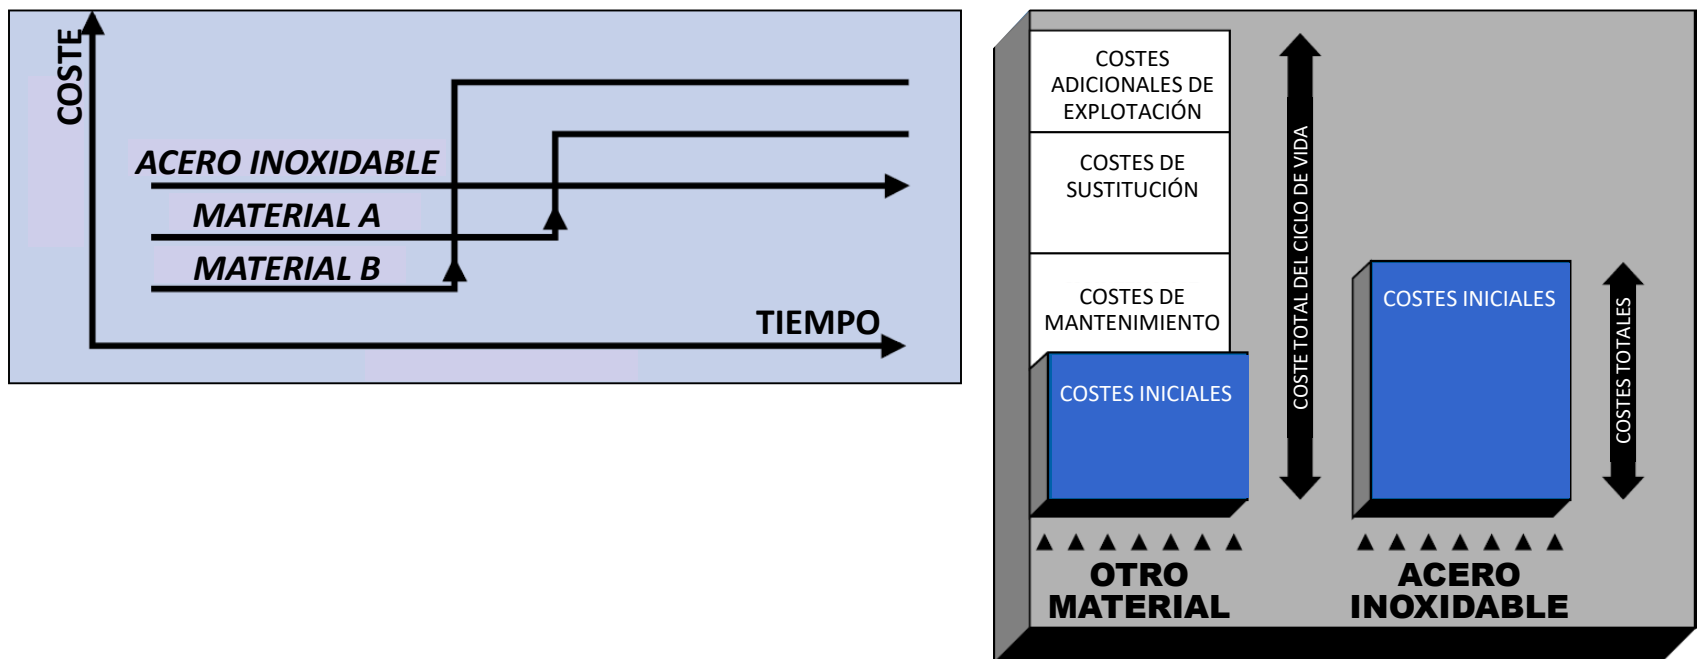 COSTE
ACERO INOXIDABLE
MATERIAL A
MATERIAL B
TIEMPO
COSTES
ADICIONALES DE
EXPLOTACIÓN
COSTES DE
SUSTITUCIÓN
COSTES DE
MANTENIMIENTO
COSTES INICIALES
COSTE TOTAL DEL CICLO DE VIDA
COSTES INICIALES
COSTES TOTALES
OTRO
MATERIAL
ACERO
INOXIDABLE